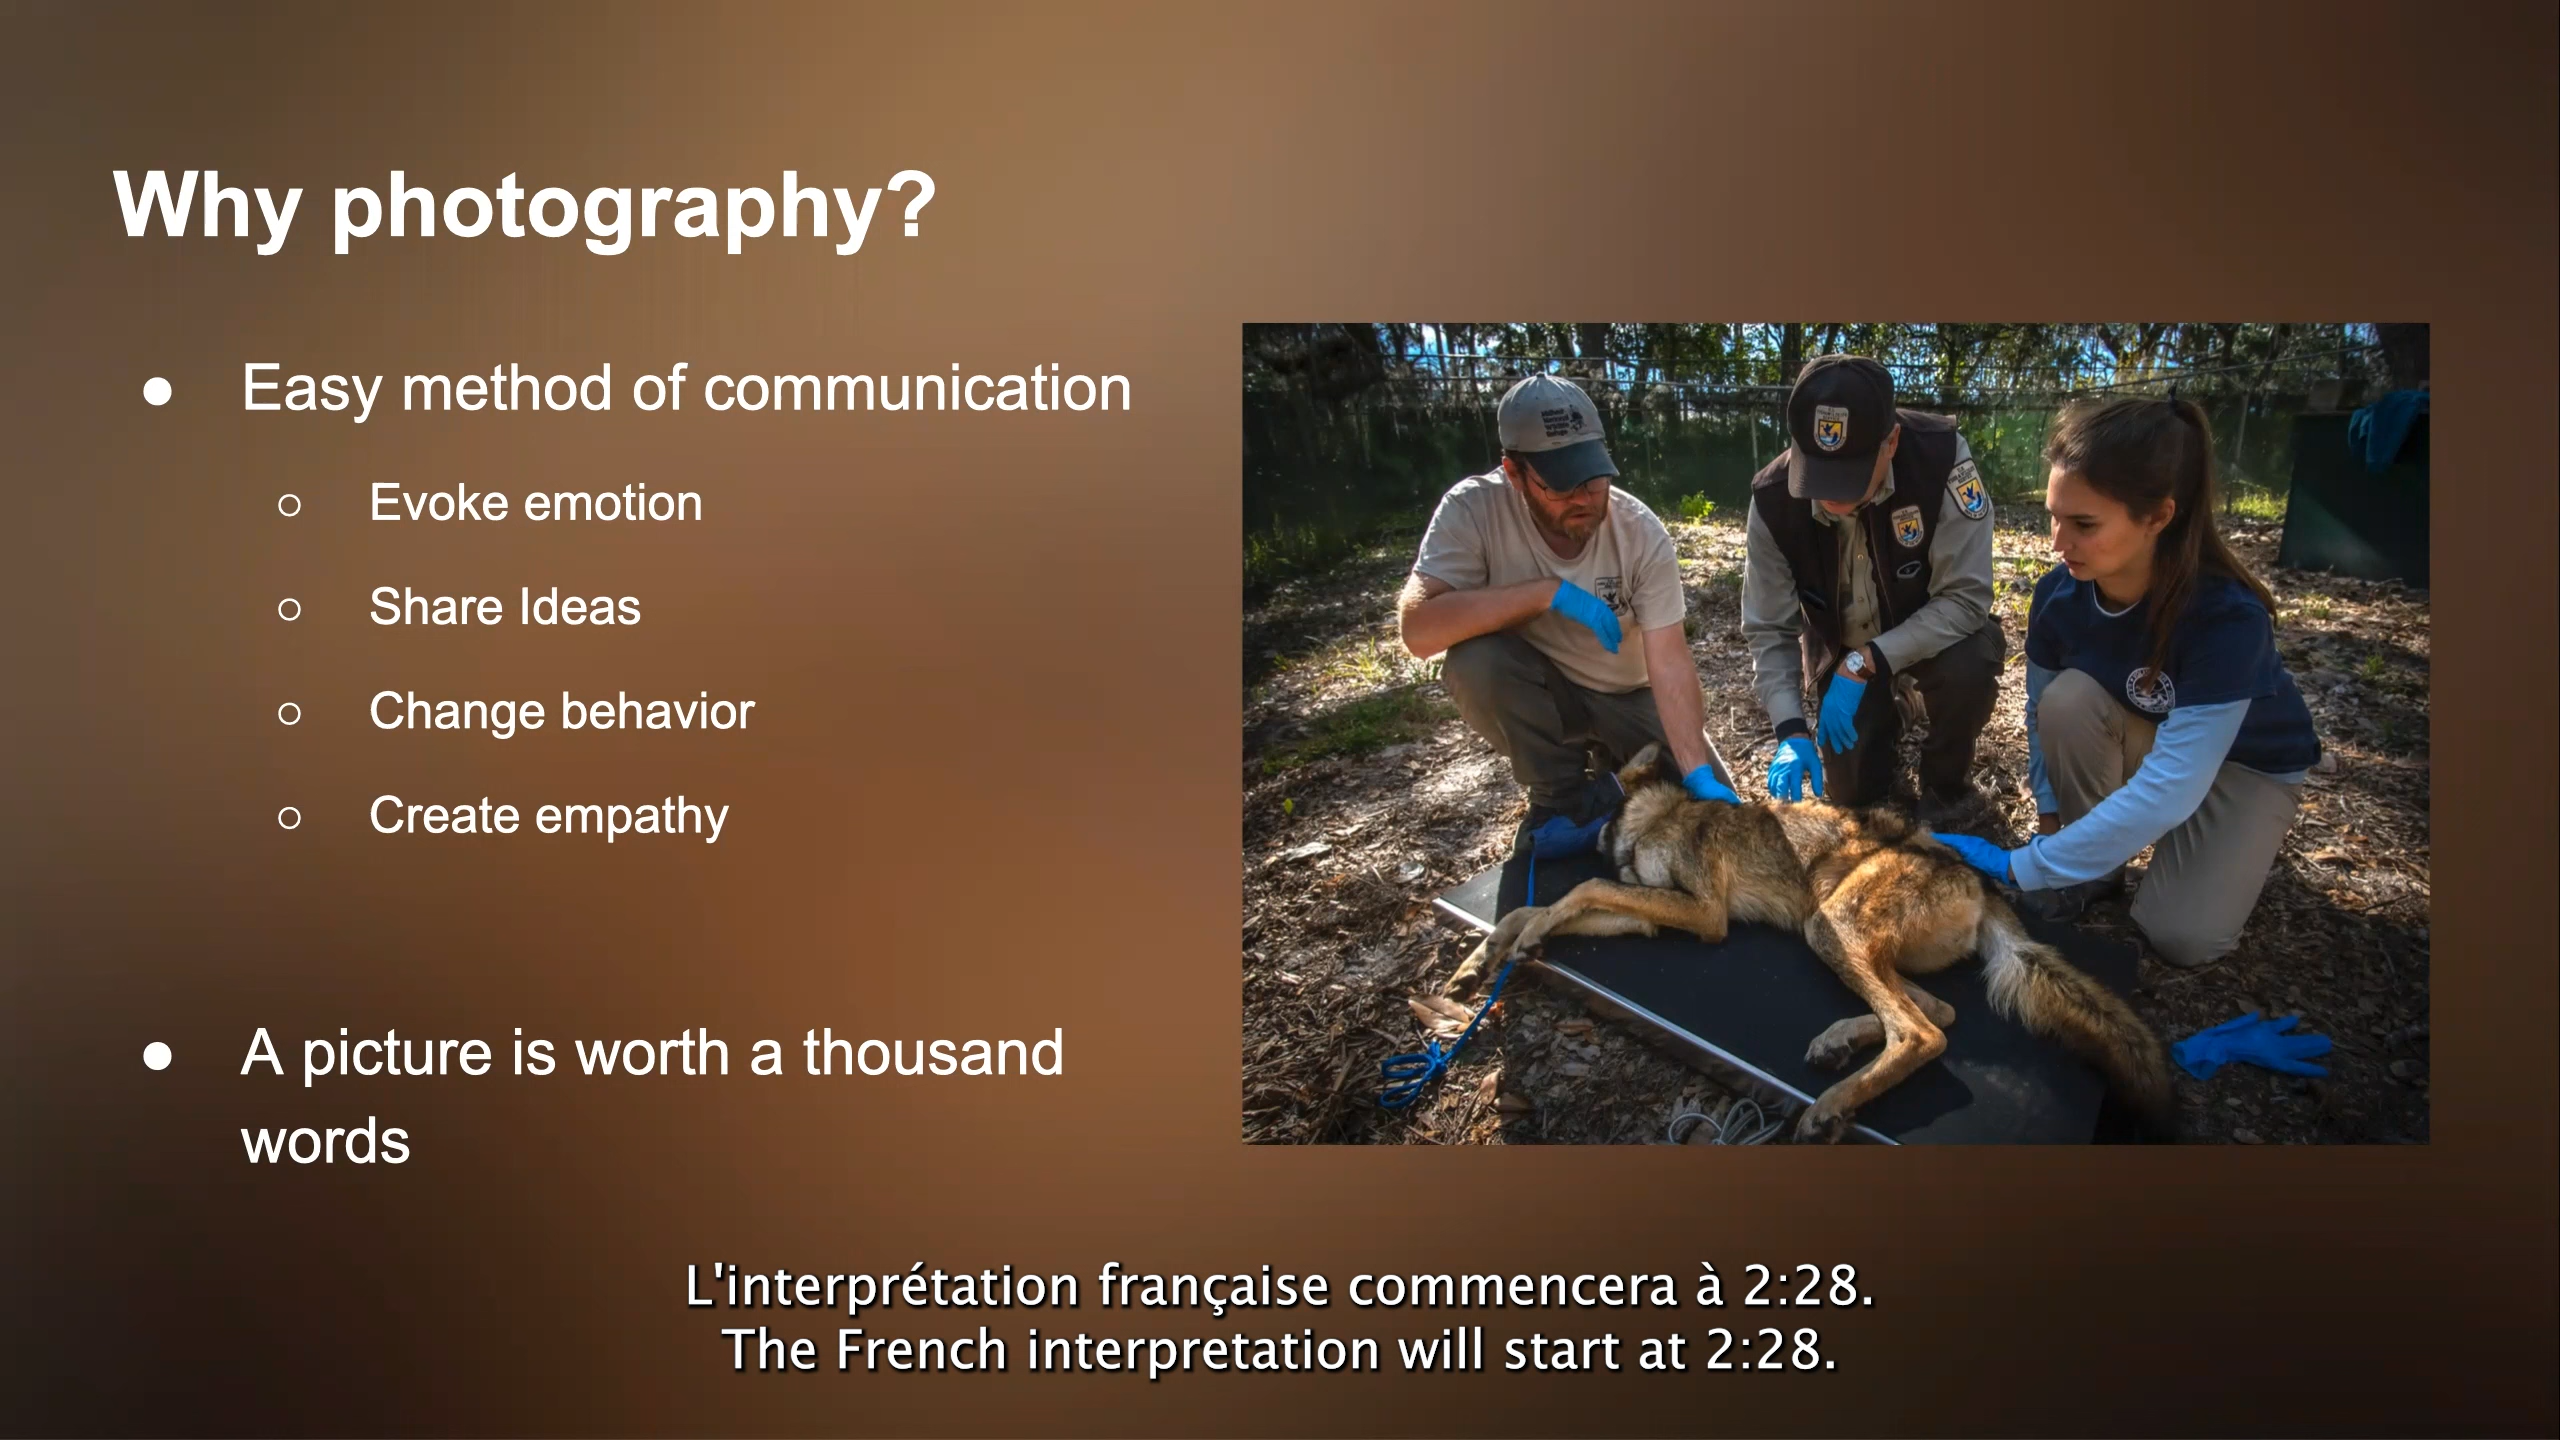 Why photography?
● Easy method of communication
○ Evoke emotion
○ Share Ideas
○ Change behavior
○ Create empathy
● A picture is worth a thousand
words
L'interprétation française commencera à 2:28.
The French interpretation will start at 2:28.